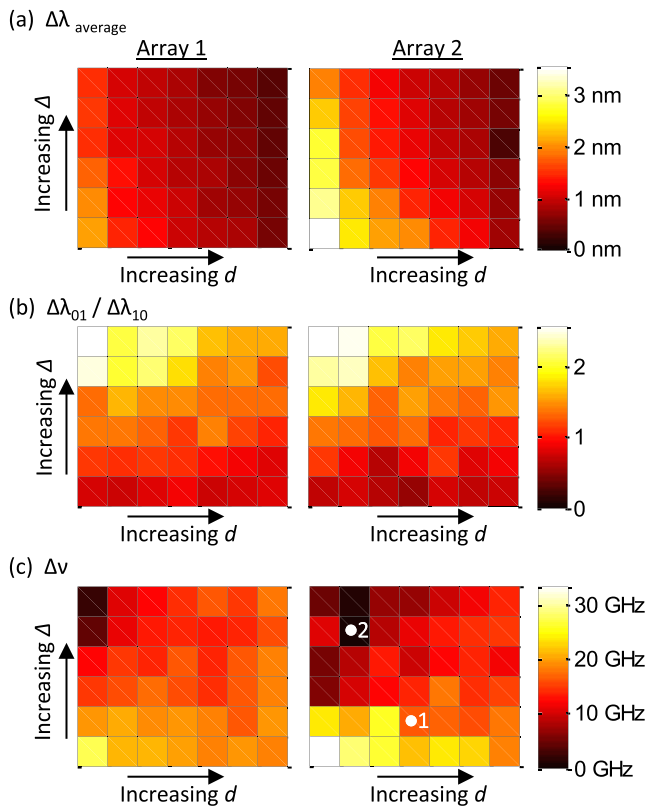 (a) Δλ average
Array 1
Array 2
Increasing Δ
3 nm
2 nm
1 nm
0 nm
Increasing d
Increasing d
(b) Δλ01 / Δλ10
Increasing Δ
2
1
0
Increasing d
Increasing d
(c) Δν
Increasing Δ
2
1
30 GHz
20 GHz
10 GHz
0 GHz
Increasing d
Increasing d